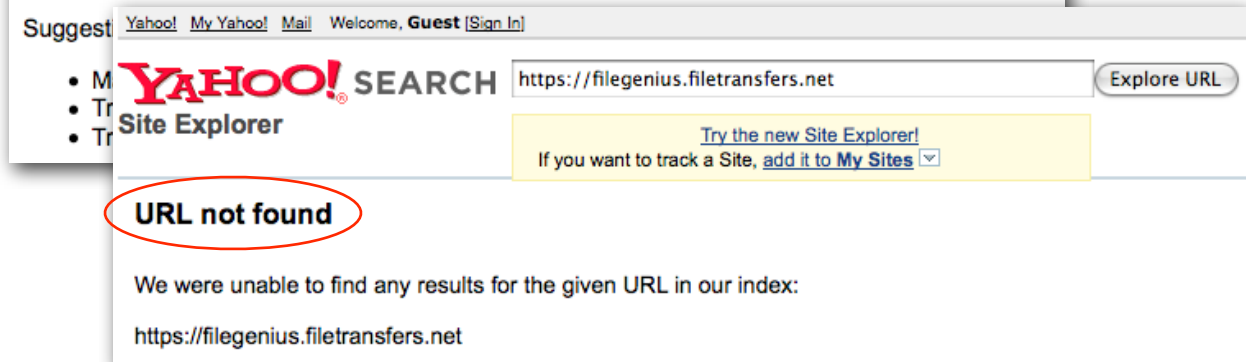 Suggesti
• M
• Tr
• Tr
Yahoo! My Yahoo! Mail Welcome, Guest [Sign In]
YAHOO!® SEARCH https://filegenius.filetransfers.net Explore URL
Site Explorer
Try the new Site Explorer!
If you want to track a Site, add it to My Sites
URL not found
We were unable to find any results for the given URL in our index:
https://filegenius.filetransfers.net